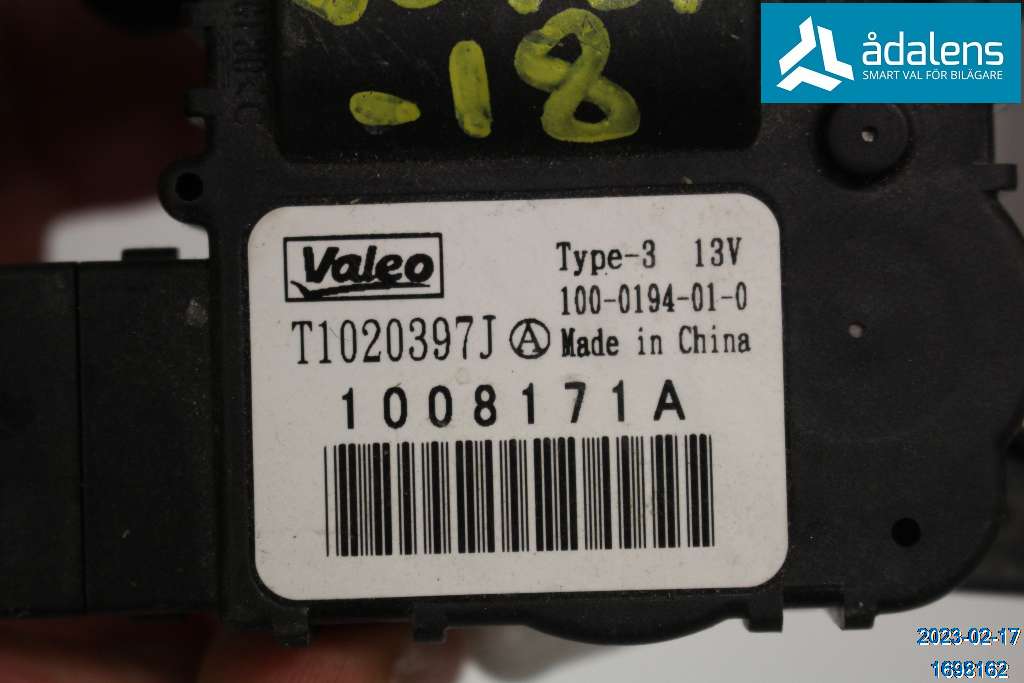 ådalens
SMART VAL FÖR BILÄGARE
-18
Valeo
Type-3 13V
100-0194-01-0
T1020397J Ⓐ Made in China
1008171A
2023-02-17
1698162